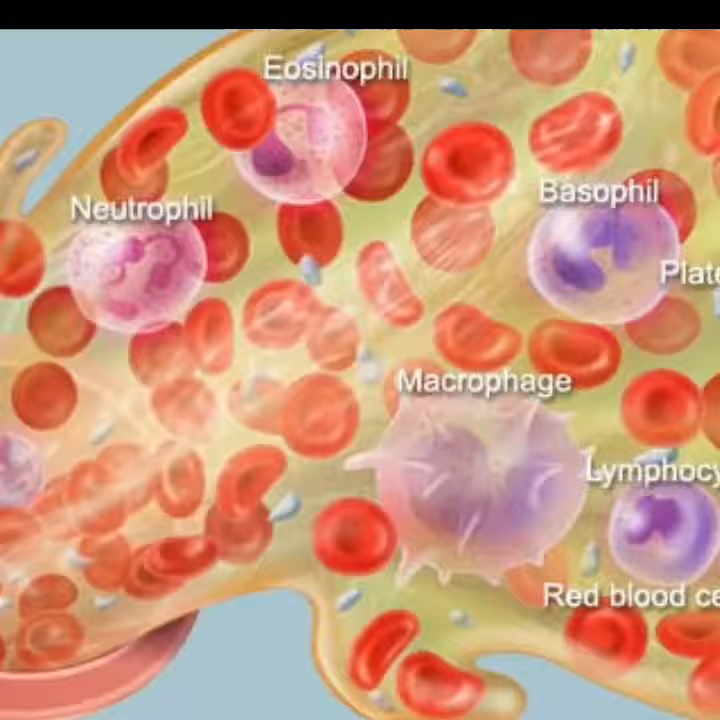 Eosinophil
Basophil
Neutrophil
Plate
Macrophage
Lymphocy
Red blood ce